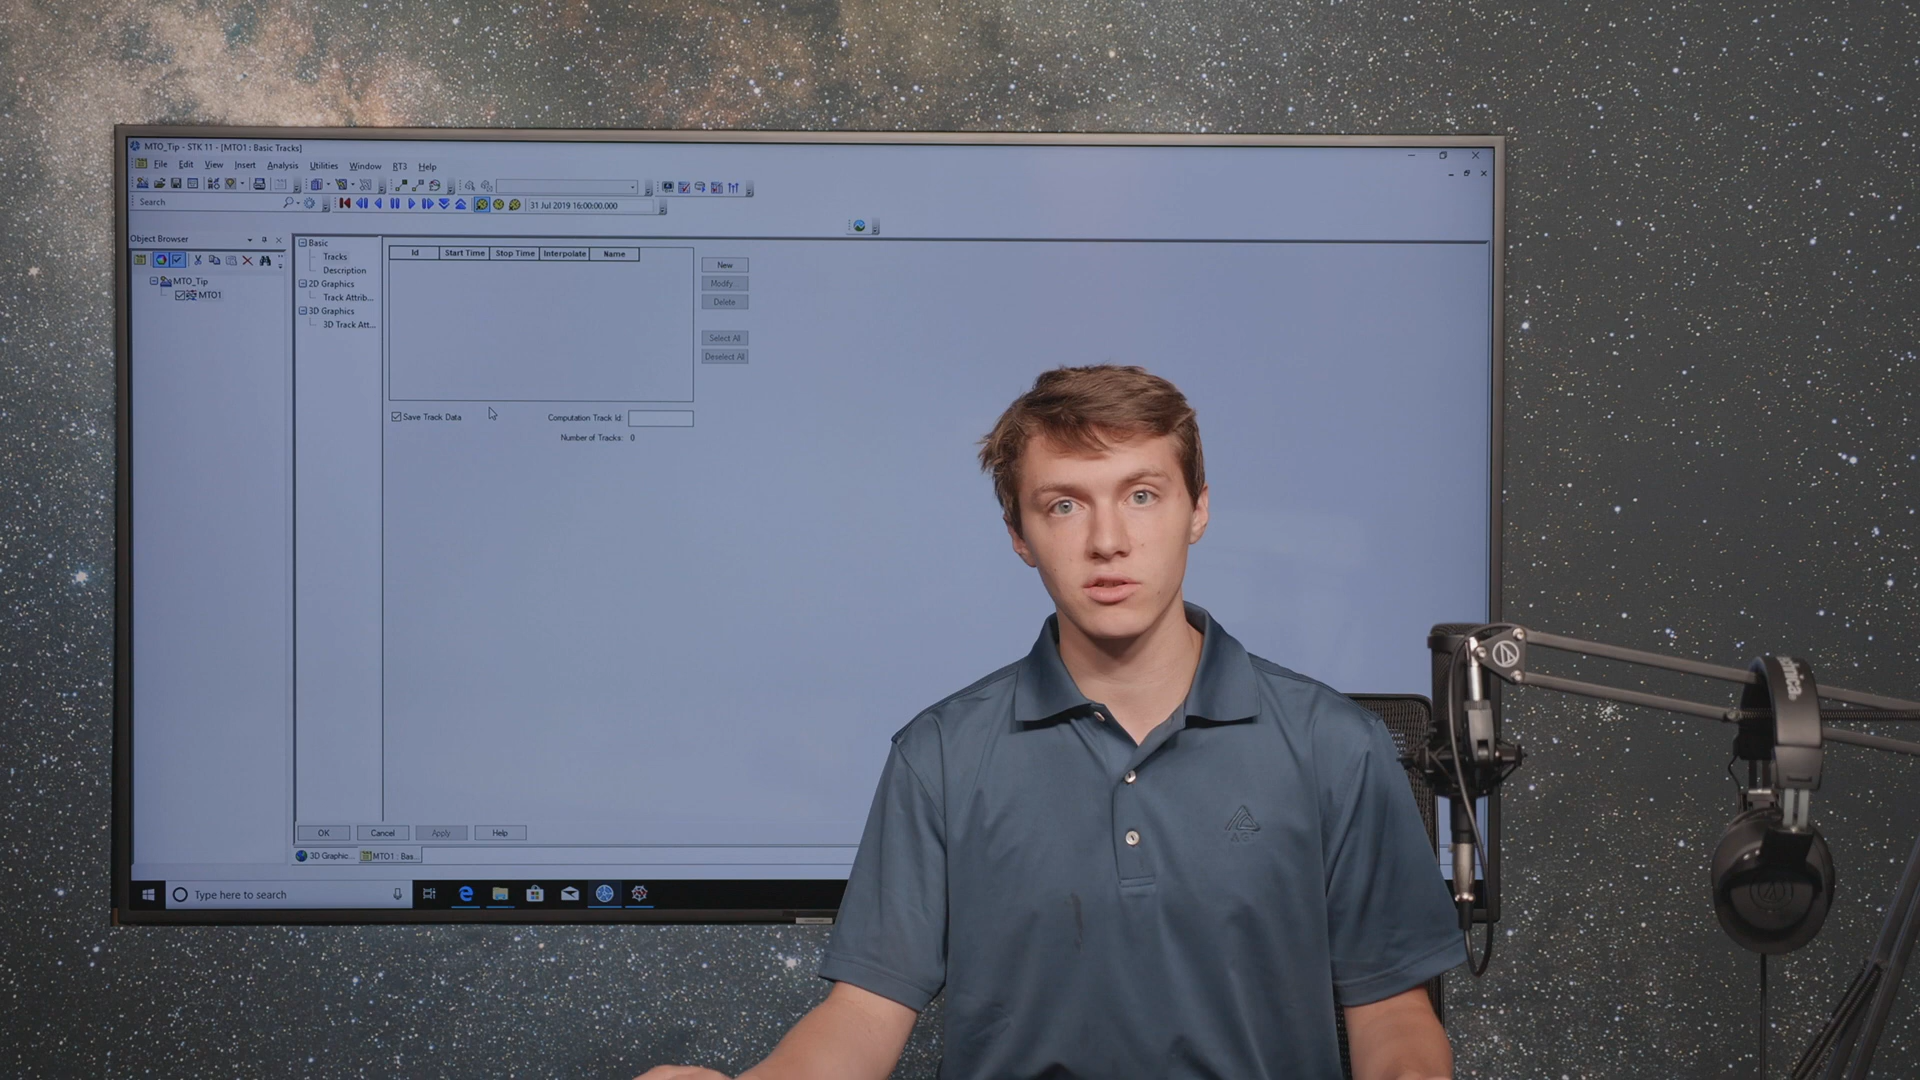 MTO_Tip - STK 11 - [MTO1 : Basic Tracks]
File Edit View Insert Analysis Utilities Window RT3 Help
Search
31 Jul 2019 16:00:00.000
Object Browser
MTO_Tip
MTO1
Basic
Tracks
Description
2D Graphics
Track Attrib...
3D Graphics
3D Track Att...
Id Start Time Stop Time Interpolate Name
New
Modify...
Delete
Select All
Deselect All
Save Track Data
Computation Track Id:
Number of Tracks: 0
OK Cancel Apply Help
3D Graphic... MTO1 : Bas...
Type here to search
AGI